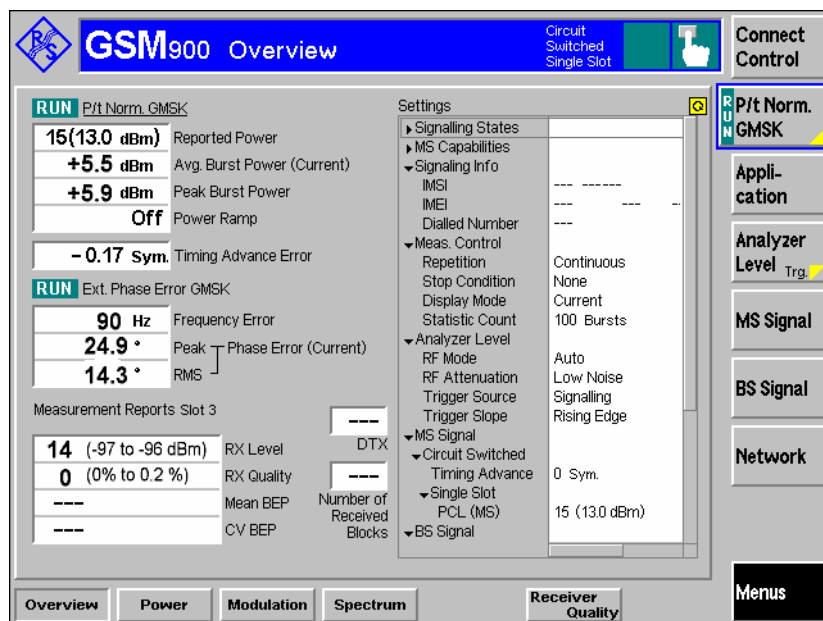 R S
GSM900 Overview
Circuit
Switched
Single Slot
Connect
Control
RUN P/t Norm. GMSK
15(13.0 dBm) Reported Power
+5.5 dBm Avg. Burst Power (Current)
+5.9 dBm Peak Burst Power
Off Power Ramp
-0.17 Sym. Timing Advance Error
RUN Ext. Phase Error GMSK
90 Hz Frequency Error
24.9 ° Peak Phase Error (Current)
14.3 ° RMS
Measurement Reports Slot 3
--- DTX
14 (-97 to -96 dBm) RX Level
0 (0% to 0.2 %) RX Quality
--- Mean BEP
--- CV BEP
--- Number of
Received
Blocks
Settings
Signalling States
MS Capabilities
Signaling Info
IMSI --- ------
IMEI --- --- -
Dialled Number ---
Meas. Control
Repetition Continuous
Stop Condition None
Display Mode Current
Statistic Count 100 Bursts
Analyzer Level
RF Mode Auto
RF Attenuation Low Noise
Trigger Source Signalling
Trigger Slope Rising Edge
MS Signal
Circuit Switched
Timing Advance 0 Sym.
Single Slot
PCL (MS) 15 (13.0 dBm)
BS Signal
RUN P/t Norm.
GMSK
Appli-
cation
Analyzer
Level Trg.
MS Signal
BS Signal
Network
Menus
Overview Power Modulation Spectrum Receiver
Quality